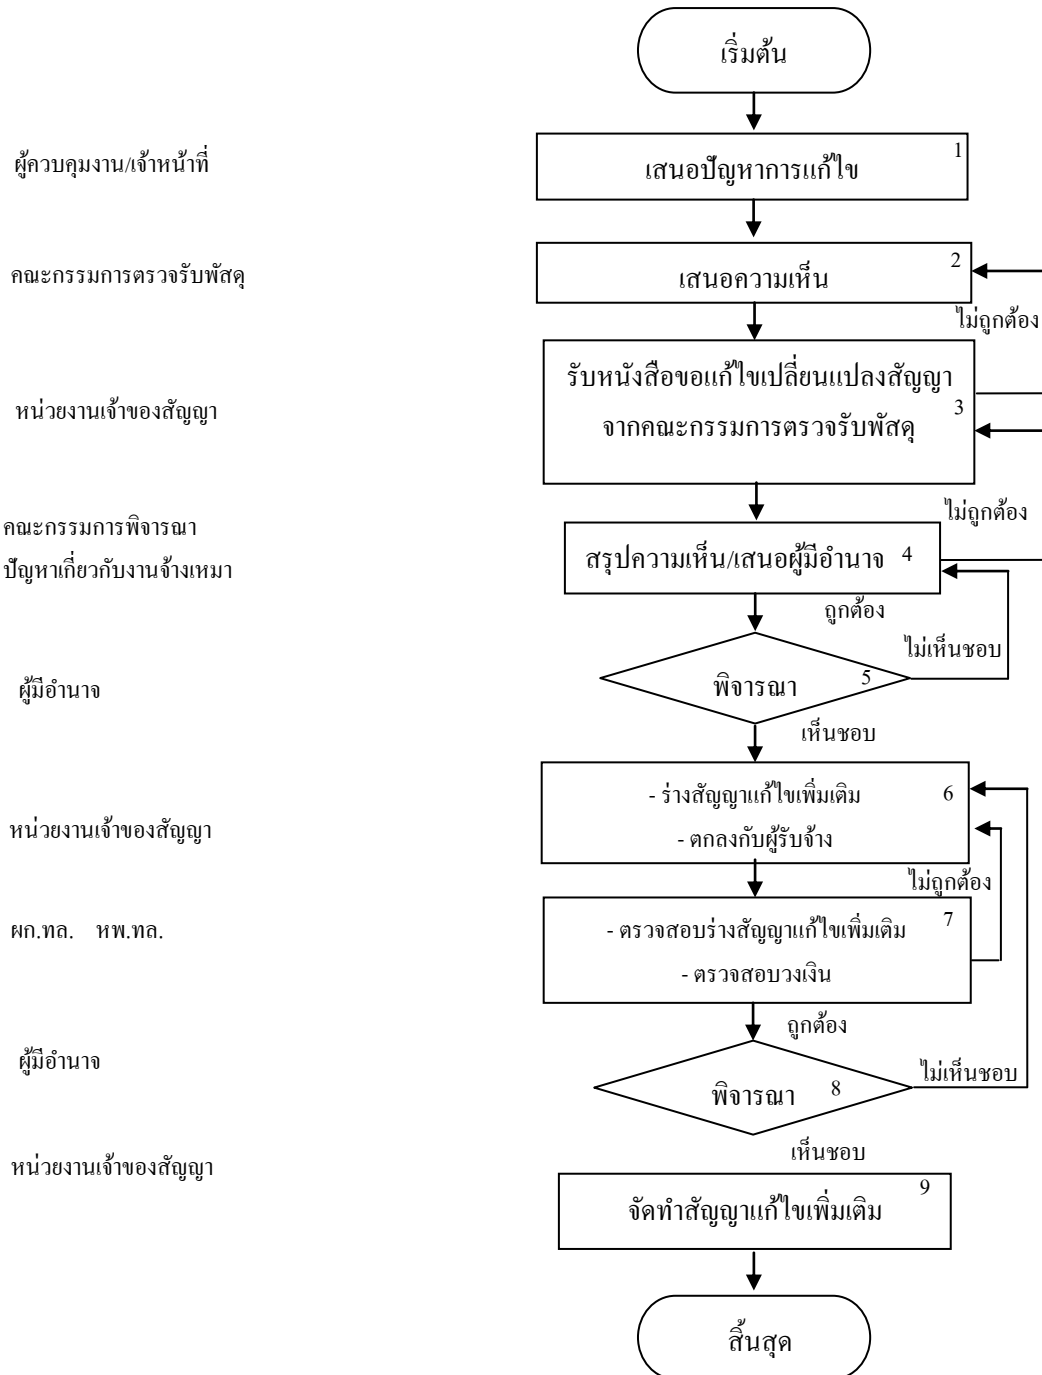 เริ่มต้น
ผู้ควบคุมงาน/เจ้าหน้าที่
1
เสนอปัญหาการแก้ไข
คณะกรรมการตรวจรับพัสดุ
2
เสนอความเห็น
ไม่ถูกต้อง
หน่วยงานเจ้าของสัญญา
รับหนังสือขอแก้ไขเปลี่ยนแปลงสัญญา
3
จากคณะกรรมการตรวจรับพัสดุ
ไม่ถูกต้อง
คณะกรรมการพิจารณา
ปัญหาเกี่ยวกับงานจ้างเหมา
สรุปความเห็น/เสนอผู้มีอำนาจ 4
ถูกต้อง
ไม่เห็นชอบ
ผู้มีอำนาจ
พิจารณา 5
เห็นชอบ
หน่วยงานเจ้าของสัญญา
- ร่างสัญญาแก้ไขเพิ่มเติม 6
- ตกลงกับผู้รับจ้าง
ไม่ถูกต้อง
ผก.ทล. หพ.ทล.
- ตรวจสอบร่างสัญญาแก้ไขเพิ่มเติม 7
- ตรวจสอบวงเงิน
ถูกต้อง
ผู้มีอำนาจ
ไม่เห็นชอบ
พิจารณา 8
เห็นชอบ
หน่วยงานเจ้าของสัญญา
9
จัดทำสัญญาแก้ไขเพิ่มเติม
สิ้นสุด